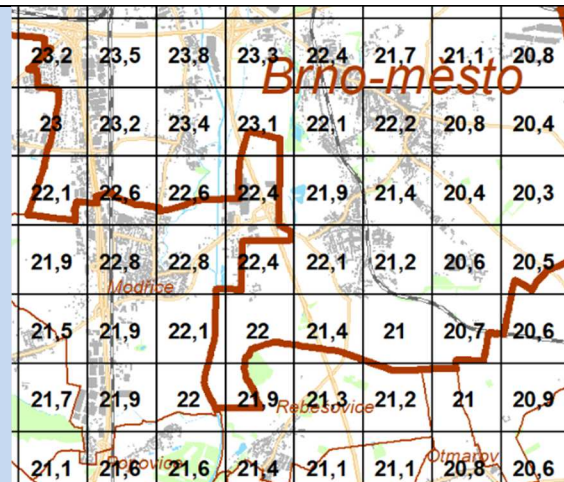 23,2 23,5 23,8 23,3 22,4 21,7 21,1 20,8
Brno-město
23 23,2 23,4 23,1 22,1 22,2 20,8 20,4
22,1 22,6 22,6 22,4 21,9 21,4 20,4 20,3
21,9 22,8 22,8 22,4 22,1 21,2 20,6 20,5
Modřice
21,5 21,9 22,1 22 21,4 21 20,7 20,6
21,7 21,9 22 21,9 21,3 21,2 21 20,9
Rebešovice
Otmarov
21,1 21,6 21,6 21,4 21,1 21,1 20,8 20,6
Popovice